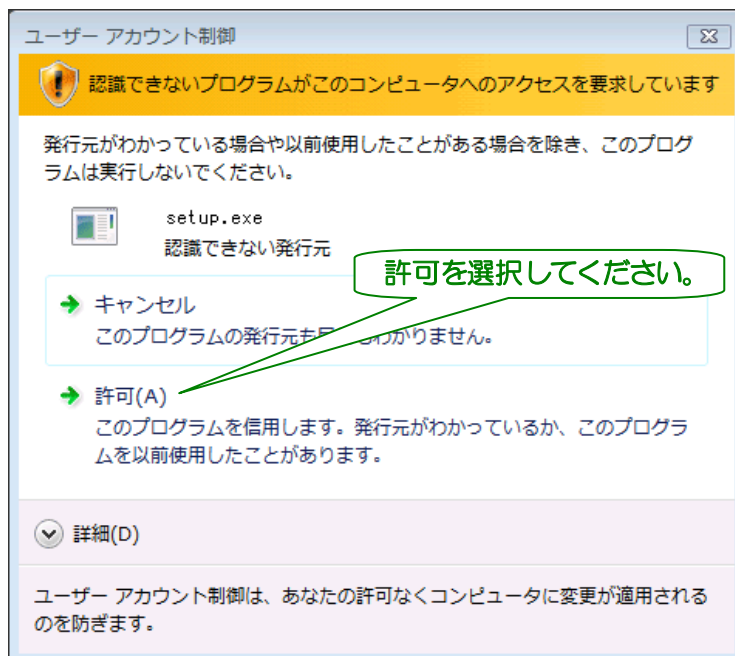 ユーザー アカウント制御
認識できないプログラムがこのコンピュータへのアクセスを要求しています
発行元がわかっている場合や以前使用したことがある場合を除き、このプログ
ラムは実行しないでください。
setup.exe
認識できない発行元
許可を選択してください。
キャンセル
このプログラムの発行元も わかりません。
許可(A)
このプログラムを信用します。発行元がわかっているか、このプログラ
ムを以前使用したことがあります。
詳細(D)
ユーザー アカウント制御は、あなたの許可なくコンピュータに変更が適用される
のを防ぎます。